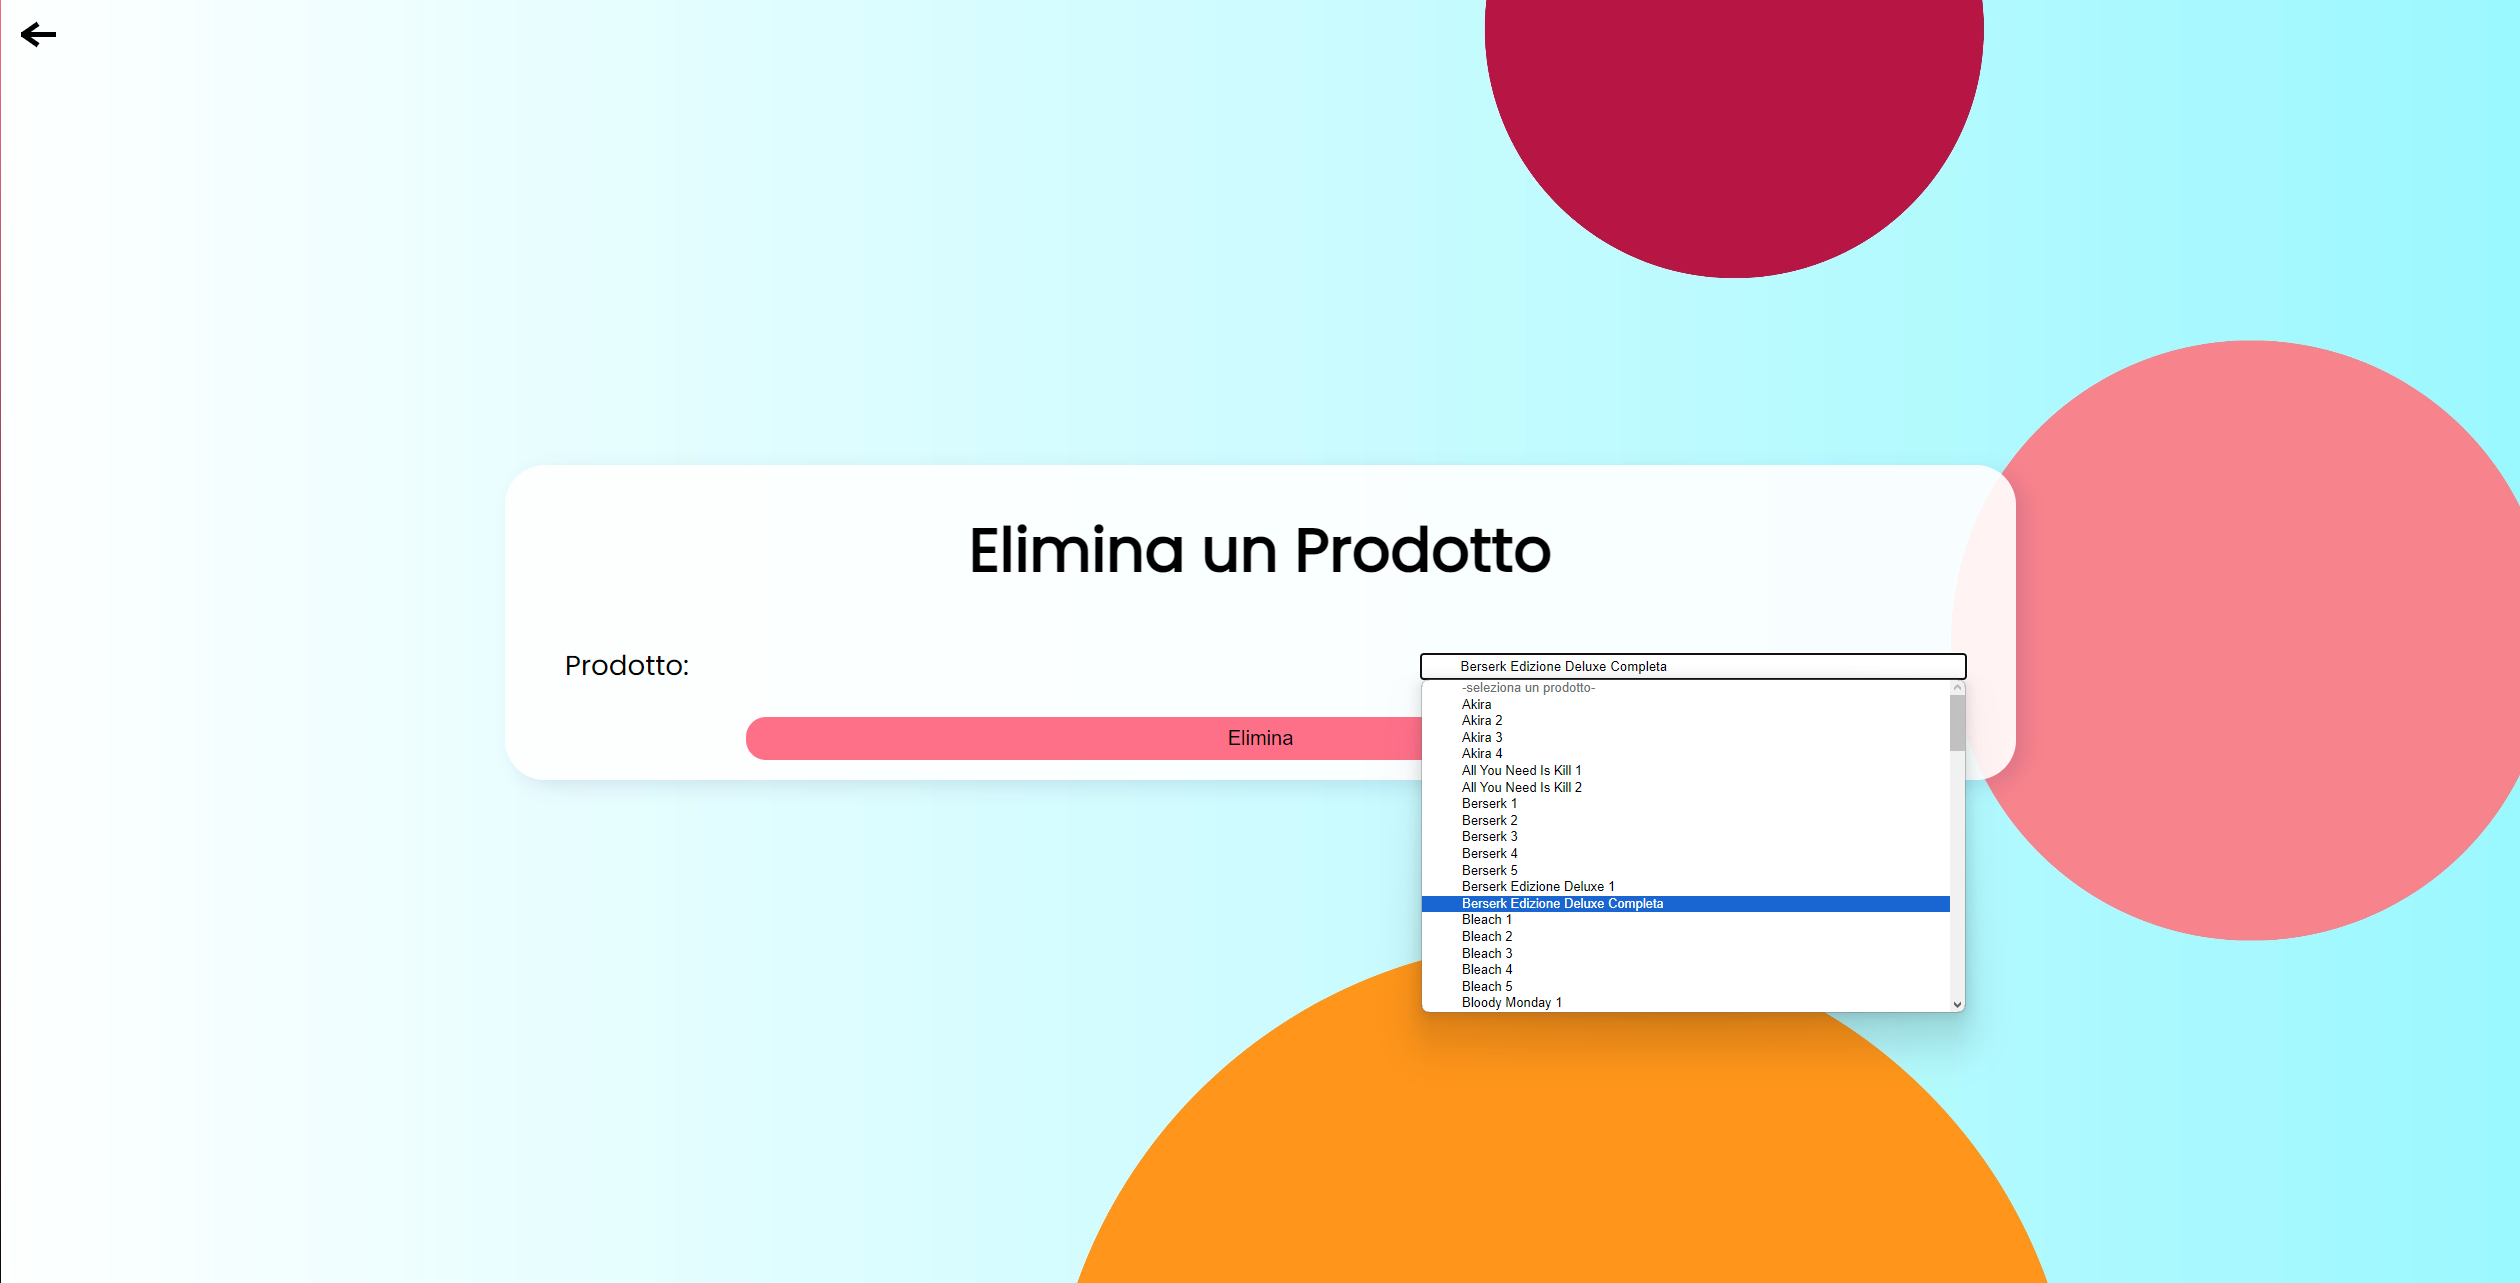 Elimina un Prodotto
Prodotto:
Berserk Edizione Deluxe Completa
-seleziona un prodotto-
Akira
Akira 2
Akira 3
Akira 4
All You Need Is Kill 1
All You Need Is Kill 2
Berserk 1
Berserk 2
Berserk 3
Berserk 4
Berserk 5
Berserk Edizione Deluxe 1
Berserk Edizione Deluxe Completa
Bleach 1
Bleach 2
Bleach 3
Bleach 4
Bleach 5
Bloody Monday 1
Elimina